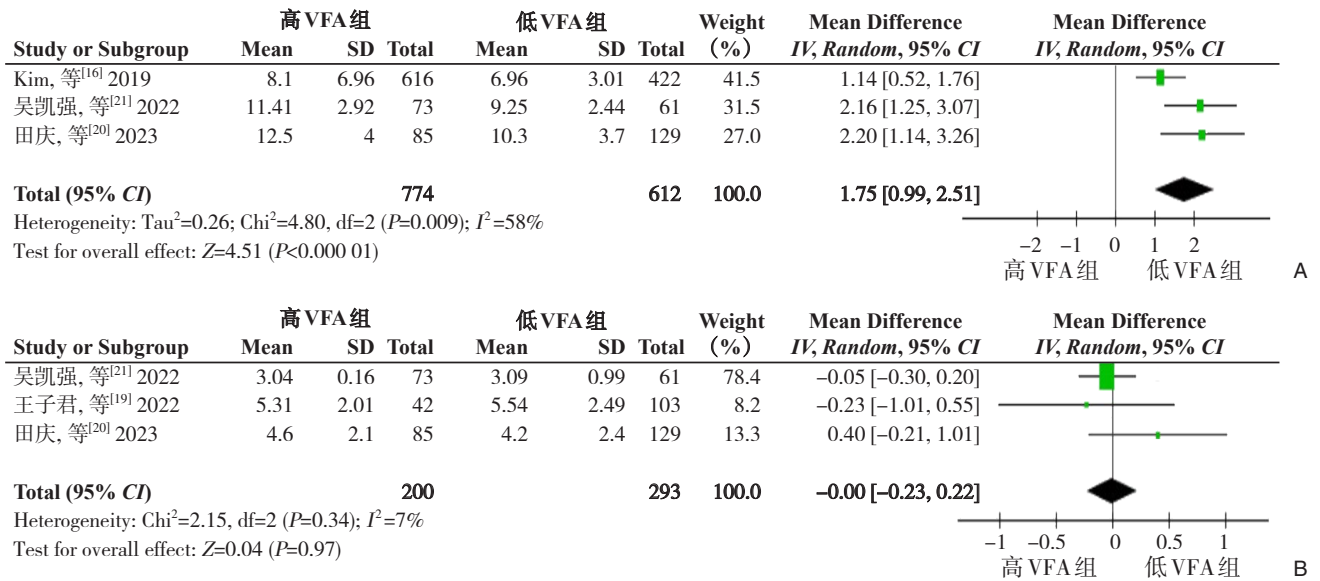 高VFA组 低VFA组 Weight Mean Difference Mean Difference
Study or Subgroup Mean SD Total Mean SD Total (%) IV, Random, 95% CI IV, Random, 95% CI
Kim, 等[16] 2019 8.1 6.96 616 6.96 3.01 422 41.5 1.14 [0.52, 1.76]
吴凯强, 等[21] 2022 11.41 2.92 73 9.25 2.44 61 31.5 2.16 [1.25, 3.07]
田庆, 等[20] 2023 12.5 4 85 10.3 3.7 129 27.0 2.20 [1.14, 3.26]
Total (95% CI) 774 612 100.0 1.75 [0.99, 2.51]
Heterogeneity: Tau²=0.26; Chi²=4.80, df=2 (P=0.009); I²=58%
Test for overall effect: Z=4.51 (P<0.000 01)
−2 −1 0 1 2
高VFA组 低VFA组 A
高VFA组 低VFA组 Weight Mean Difference Mean Difference
Study or Subgroup Mean SD Total Mean SD Total (%) IV, Random, 95% CI IV, Random, 95% CI
吴凯强, 等[21] 2022 3.04 0.16 73 3.09 0.99 61 78.4 −0.05 [−0.30, 0.20]
王子君, 等[19] 2022 5.31 2.01 42 5.54 2.49 103 8.2 −0.23 [−1.01, 0.55]
田庆, 等[20] 2023 4.6 2.1 85 4.2 2.4 129 13.3 0.40 [−0.21, 1.01]
Total (95% CI) 200 293 100.0 −0.00 [−0.23, 0.22]
Heterogeneity: Chi²=2.15, df=2 (P=0.34); I²=7%
Test for overall effect: Z=0.04 (P=0.97)
−1 −0.5 0 0.5 1
高VFA组 低VFA组 B